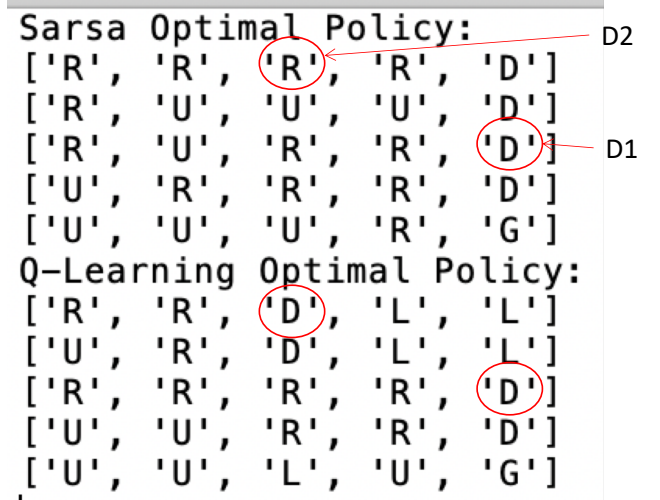 Sarsa Optimal Policy:
['R', 'R', 'R', 'R', 'D'] D2
['R', 'U', 'U', 'U', 'D']
['R', 'U', 'R', 'R', 'D'] D1
['U', 'R', 'R', 'R', 'D']
['U', 'U', 'U', 'R', 'G']
Q-Learning Optimal Policy:
['R', 'R', 'D', 'L', 'L']
['U', 'R', 'D', 'L', 'L']
['R', 'R', 'R', 'R', 'D']
['U', 'U', 'R', 'R', 'D']
['U', 'U', 'L', 'U', 'G']